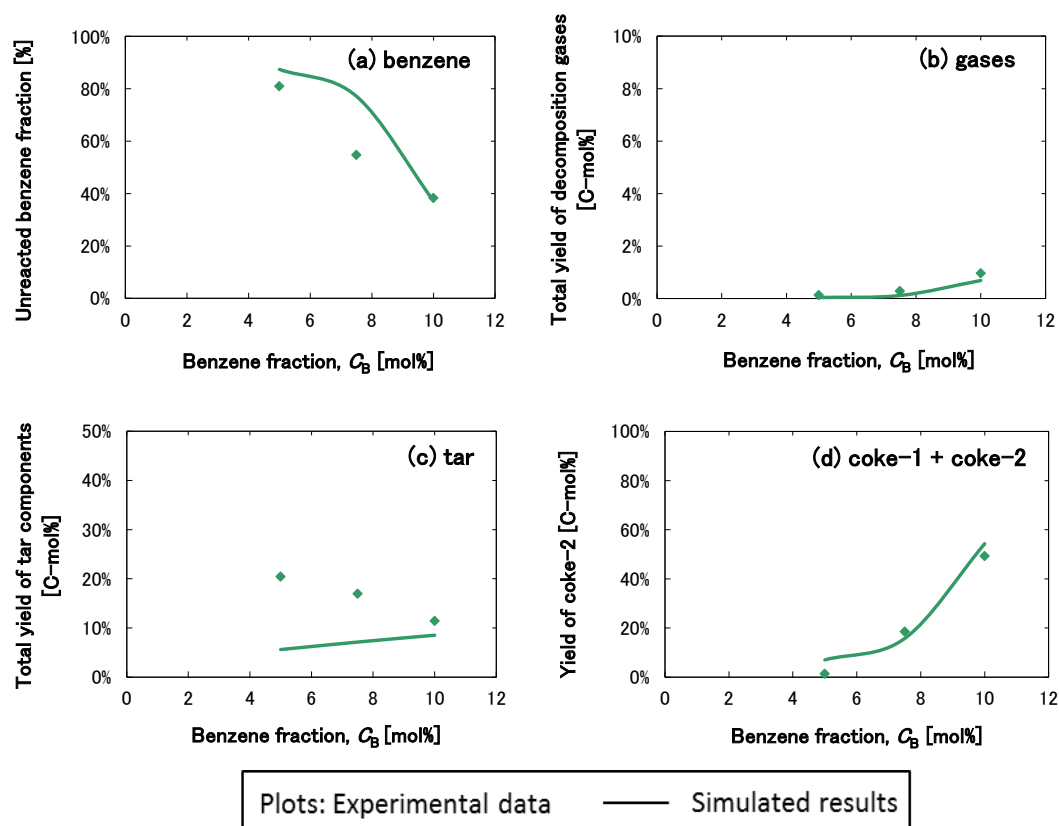 (a) benzene
Unreacted benzene fraction [%]
100%
80%
60%
40%
20%
0%
0 2 4 6 8 10 12
Benzene fraction, C_B [mol%]
(b) gases
Total yield of decomposition gases
[C-mol%]
10%
8%
6%
4%
2%
0%
0 2 4 6 8 10 12
Benzene fraction, C_B [mol%]
(c) tar
Total yield of tar components
[C-mol%]
50%
40%
30%
20%
10%
0%
0 2 4 6 8 10 12
Benzene fraction, C_B [mol%]
(d) coke-1 + coke-2
Yield of coke-2 [C-mol%]
100%
80%
60%
40%
20%
0%
0 2 4 6 8 10 12
Benzene fraction, C_B [mol%]
Plots: Experimental data Simulated results